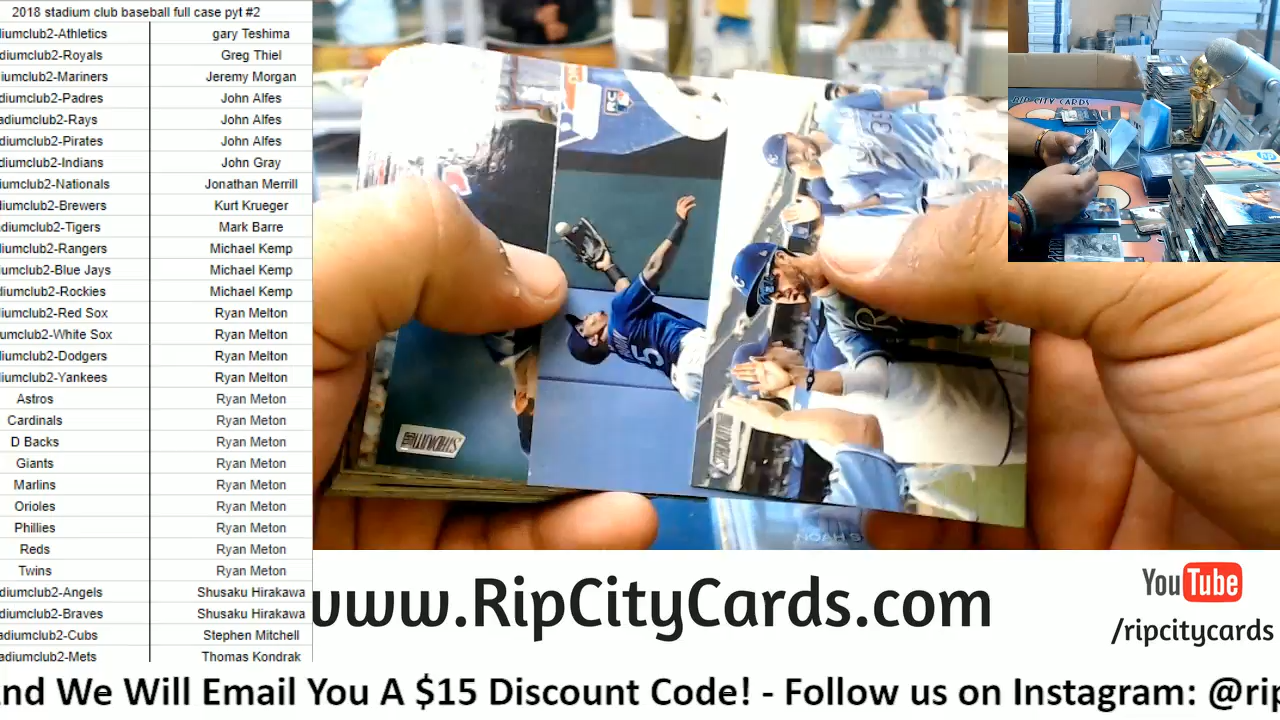 2018 stadium club baseball full case pyt #2
diumclub2-Athletics gary Teshima
diumclub2-Royals Greg Thiel
diumclub2-Mariners Jeremy Morgan
diumclub2-Padres John Alfes
adiumclub2-Rays John Alfes
diumclub2-Pirates John Alfes
diumclub2-Indians John Gray
iumclub2-Nationals Jonathan Merrill
diumclub2-Brewers Kurt Krueger
adiumclub2-Tigers Mark Barre
diumclub2-Rangers Michael Kemp
iumclub2-Blue Jays Michael Kemp
diumclub2-Rockies Michael Kemp
diumclub2-Red Sox Ryan Melton
umclub2-White Sox Ryan Melton
diumclub2-Dodgers Ryan Melton
diumclub2-Yankees Ryan Melton
Astros Ryan Meton
Cardinals Ryan Meton
D Backs Ryan Meton
Giants Ryan Meton
Marlins Ryan Meton
Orioles Ryan Meton
Phillies Ryan Meton
Reds Ryan Meton
Twins Ryan Meton
diumclub2-Angels Shusaku Hirakawa
diumclub2-Braves Shusaku Hirakawa
adiumclub2-Cubs Stephen Mitchell
adiumclub2-Mets Thomas Kondrak
RC
RIP CITY CARDS
NOAH S
www.RipCityCards.com
YouTube
/ripcitycards
nd We Will Email You A $15 Discount Code! - Follow us on Instagram: @rip